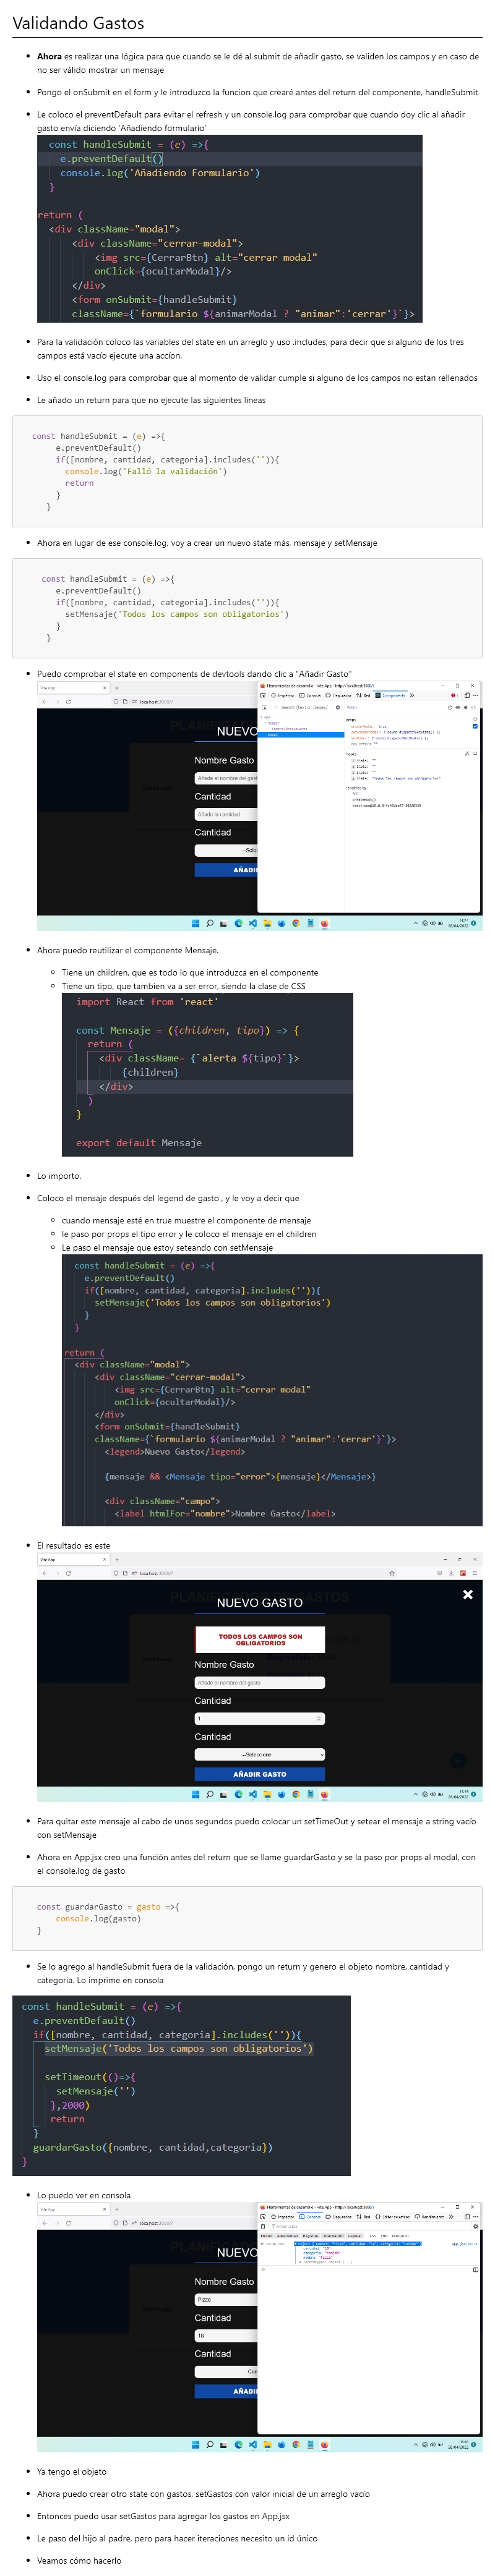 Validando Gastos
Ahora es realizar una lógica para que cuando se le dé al submit de añadir gasto, se validen los campos y en caso de
no ser válido mostrar un mensaje
Pongo el onSubmit en el form y le introduzco la funcion que crearé antes del return del componente, handleSubmit
Le coloco el preventDefault para evitar el refresh y un console.log para comprobar que cuando doy clic al añadir
gasto envía diciendo 'Añadiendo formulario'
const handleSubmit = (e) =>{
e.preventDefault()
console.log('Añadiendo Formulario')
}
return (
<div className="modal">
<div className="cerrar-modal">
<img src={CerrarBtn} alt="cerrar modal"
onClick={ocultarModal}/>
</div>
<form onSubmit={handleSubmit}
className={`formulario ${animarModal ? "animar":'cerrar'}`}>
Para la validación coloco las variables del state en un arreglo y uso .includes, para decir que si alguno de los tres
campos está vacío ejecute una accíon.
Uso el console.log para comprobar que al momento de validar cumple si alguno de los campos no estan rellenados
Le añado un return para que no ejecute las siguientes lineas
const handleSubmit = (e) =>{
e.preventDefault()
if([nombre, cantidad, categoria].includes('')){
console.log('Falló la validación')
return
}
}
Ahora en lugar de ese console.log, voy a crear un nuevo state más, mensaje y setMensaje
const handleSubmit = (e) =>{
e.preventDefault()
if([nombre, cantidad, categoria].includes('')){
setMensaje('Todos los campos son obligatorios')
}
}
Puedo comprobar el state en components de devtools dando clic a "Añadir Gasto"
Vite App
localhost:3000/
NUEVO
Nombre Gasto
Añade el nombre del gast
Cantidad
Añade la cantidad
Cantidad
--Selec
AÑADI
Ahora puedo reutilizar el componente Mensaje.
Tiene un children, que es todo lo que introduzca en el componente
Tiene un tipo, que tambien va a ser error, siendo la clase de CSS
import React from 'react'
const Mensaje = ({children, tipo}) => {
return (
<div className= {`alerta ${tipo}`}>
{children}
</div>
)
}
export default Mensaje
Lo importo.
Coloco el mensaje después del legend de gasto , y le voy a decir que
cuando mensaje esté en true muestre el componente de mensaje
le paso por props el tipo error y le coloco el mensaje en el children
Le paso el mensaje que estoy seteando con setMensaje
const handleSubmit = (e) =>{
e.preventDefault()
if([nombre, cantidad, categoria].includes('')){
setMensaje('Todos los campos son obligatorios')
}
}
return (
<div className="modal">
<div className="cerrar-modal">
<img src={CerrarBtn} alt="cerrar modal"
onClick={ocultarModal}/>
</div>
<form onSubmit={handleSubmit}
className={`formulario ${animarModal ? "animar":'cerrar'}`}>
<legend>Nuevo Gasto</legend>
{mensaje && <Mensaje tipo="error">{mensaje}</Mensaje>}
<div className="campo">
<label htmlFor="nombre">Nombre Gasto</label>
El resultado es este
Vite App
localhost:3000/
PLANIFICADOR DE GASTOS
NUEVO GASTO
TODOS LOS CAMPOS SON
OBLIGATORIOS
Nombre Gasto
Añade el nombre del gasto
Cantidad
1
Cantidad
--Seleccione
AÑADIR GASTO
Para quitar este mensaje al cabo de unos segundos puedo colocar un setTimeOut y setear el mensaje a string vacío
con setMensaje
Ahora en App.jsx creo una función antes del return que se llame guardarGasto y se la paso por props al modal, con
el console.log de gasto
const guardarGasto = gasto =>{
console.log(gasto)
}
Se lo agrego al handleSubmit fuera de la validación, pongo un return y genero el objeto nombre, cantidad y
categoria. Lo imprime en consola
const handleSubmit = (e) =>{
e.preventDefault()
if([nombre, cantidad, categoria].includes('')){
setMensaje('Todos los campos son obligatorios')
setTimeout(()=>{
setMensaje('')
},2000)
return
}
guardarGasto({nombre, cantidad,categoria})
}
Lo puedo ver en consola
Vite App
localhost:3000/
NUEVO
Nombre Gasto
Pizza
Cantidad
18
Cantidad
AÑADI
Ya tengo el objeto
Ahora puedo crear otro state con gastos, setGastos con valor inicial de un arreglo vacío
Entonces puedo usar setGastos para agregar los gastos en App.jsx
Le paso del hijo al padre, pero para hacer iteraciones necesito un id único
Veamos cómo hacerlo